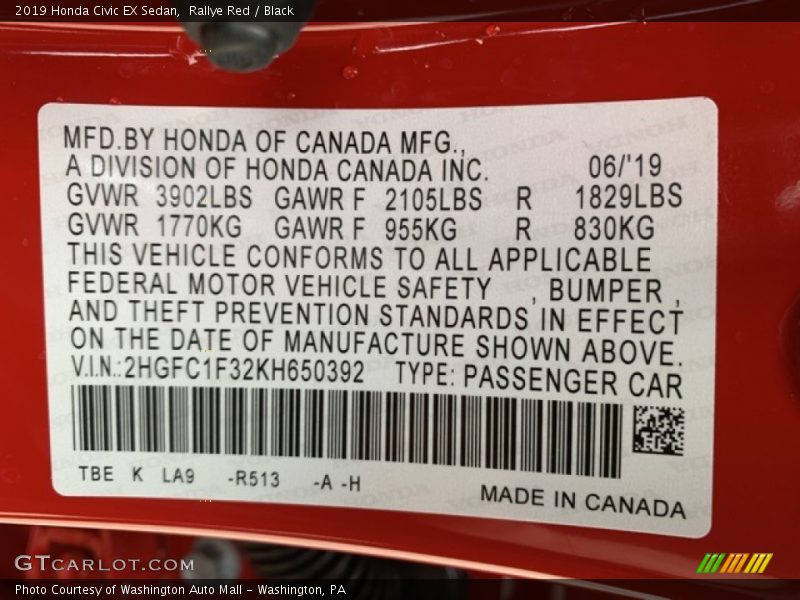 2019 Honda Civic EX Sedan,  Rallye Red / Black
MFD.BY HONDA OF CANADA MFG.,
A DIVISION OF HONDA CANADA INC. 06/'19
GVWR 3902LBS GAWR F 2105LBS R 1829LBS
GVWR 1770KG GAWR F 955KG R 830KG
THIS VEHICLE CONFORMS TO ALL APPLICABLE
FEDERAL MOTOR VEHICLE SAFETY , BUMPER ,
AND THEFT PREVENTION STANDARDS IN EFFECT
ON THE DATE OF MANUFACTURE SHOWN ABOVE.
V.I.N.:2HGFC1F32KH650392 TYPE: PASSENGER CAR
TBE K LA9 -R513 -A -H
MADE IN CANADA
GTCARLOT.COM
Photo Courtesy of Washington Auto Mall - Washington, PA